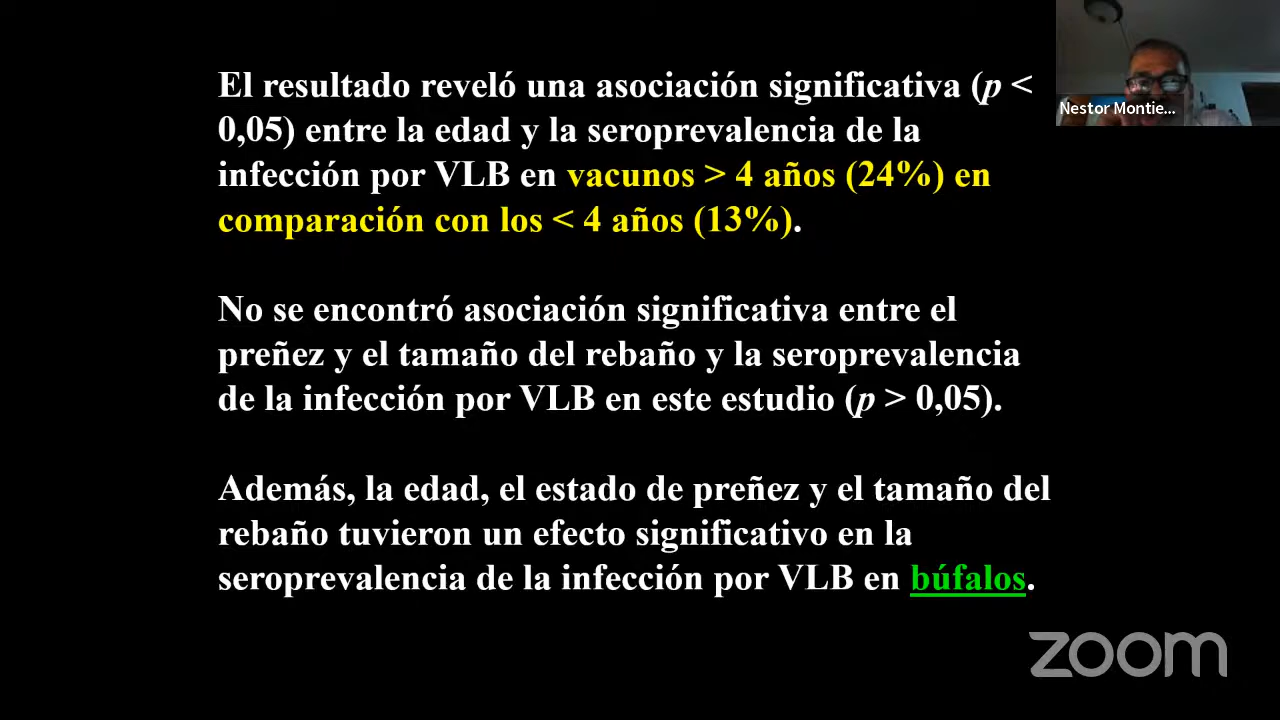 El resultado reveló una asociación significativa (p <
0,05) entre la edad y la seroprevalencia de la
infección por VLB en vacunos > 4 años (24%) en
comparación con los < 4 años (13%).
No se encontró asociación significativa entre el
preñez y el tamaño del rebaño y la seroprevalencia
de la infección por VLB en este estudio (p > 0,05).
Además, la edad, el estado de preñez y el tamaño del
rebaño tuvieron un efecto significativo en la
seroprevalencia de la infección por VLB en búfalos.
Nestor Montie...
zoom